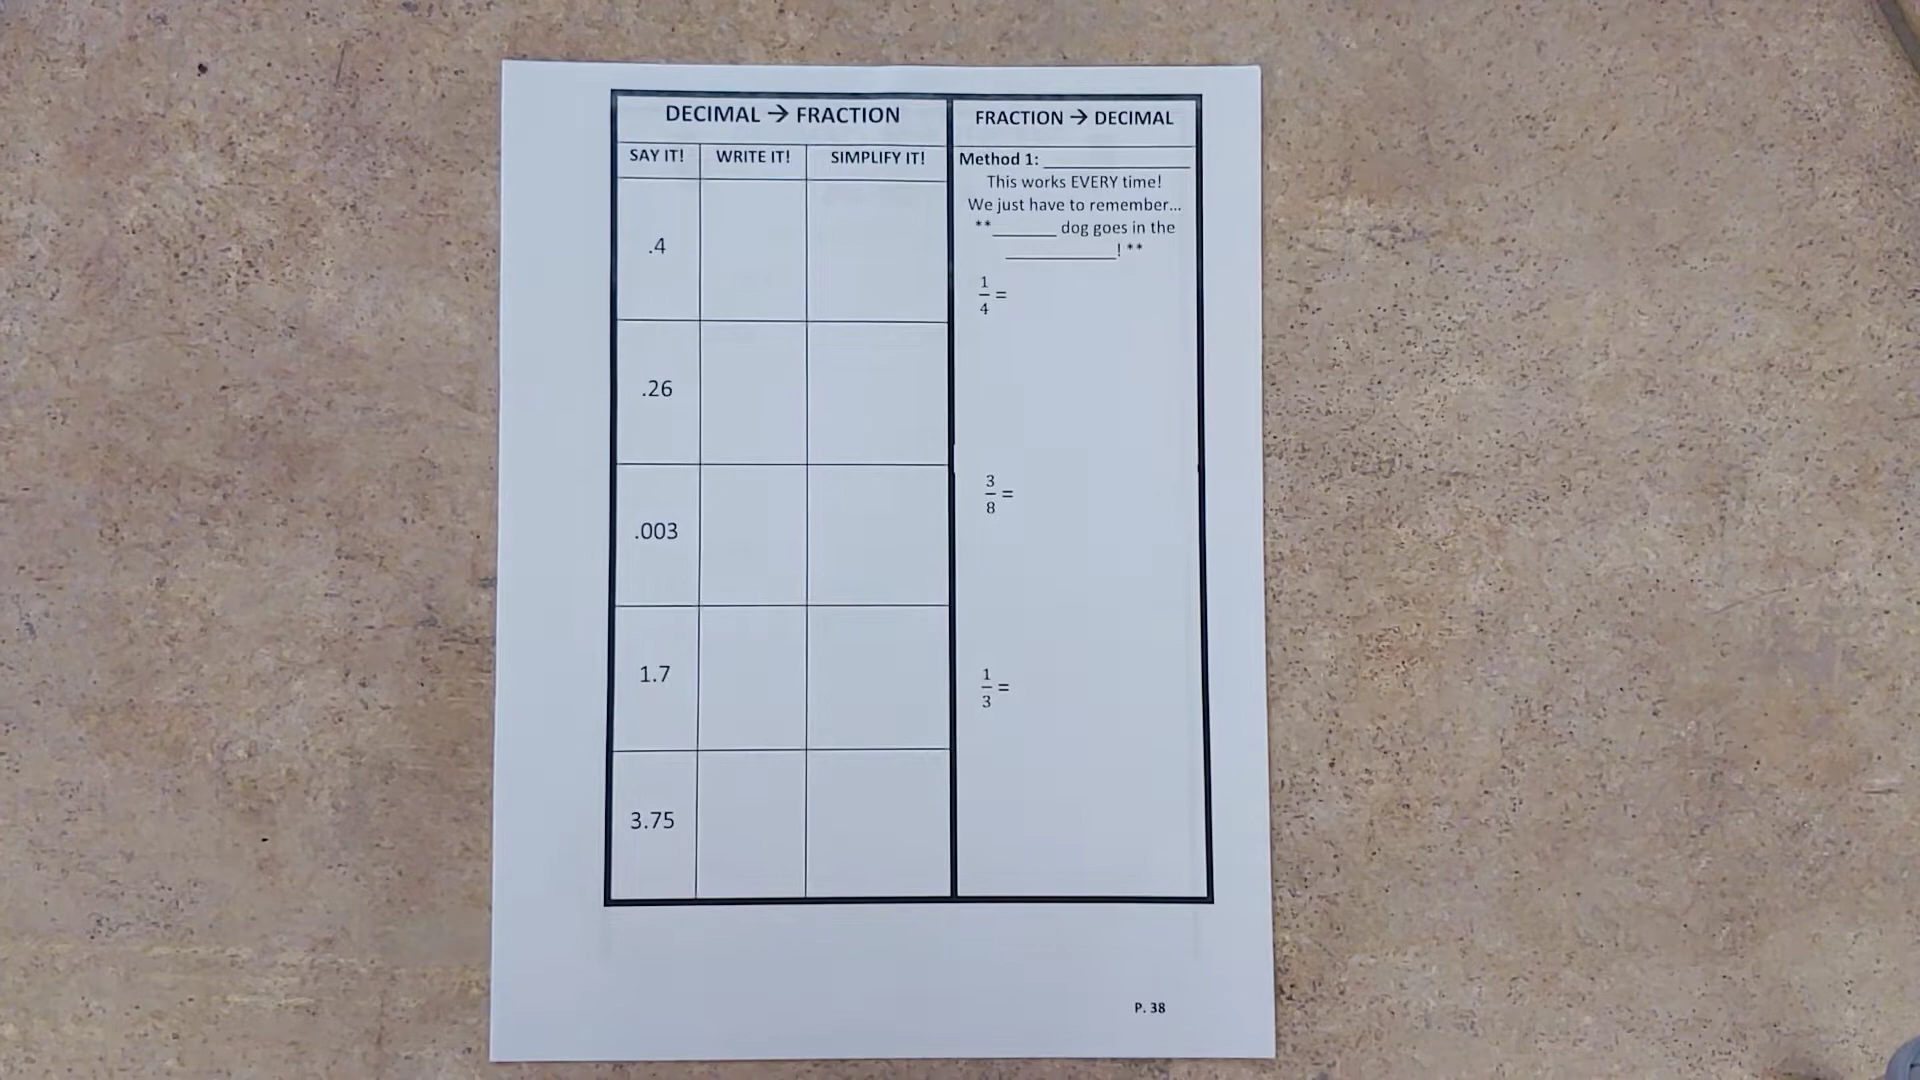 DECIMAL → FRACTION
SAY IT! WRITE IT! SIMPLIFY IT!
.4
.26
.003
1.7
3.75
FRACTION → DECIMAL
Method 1: ______________
This works EVERY time!
We just have to remember...
**_______ dog goes in the
____________! **
1/4 =
3/8 =
1/3 =
P. 38